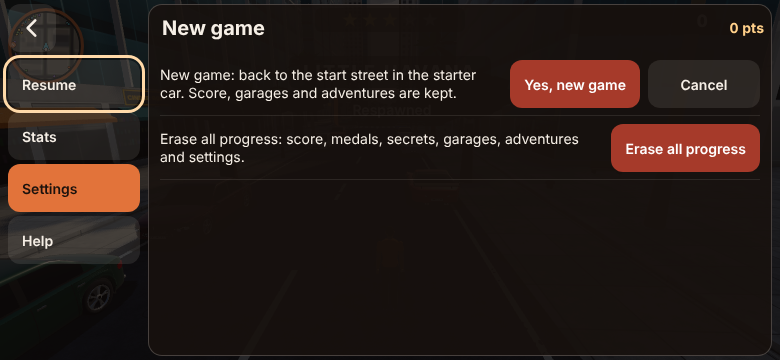 New game
0 pts
Resume
Stats
Settings
Help
New game: back to the start street in the starter
car. Score, garages and adventures are kept.
Yes, new game
Cancel
Erase all progress: score, medals, secrets, garages, adventures
and settings.
Erase all progress